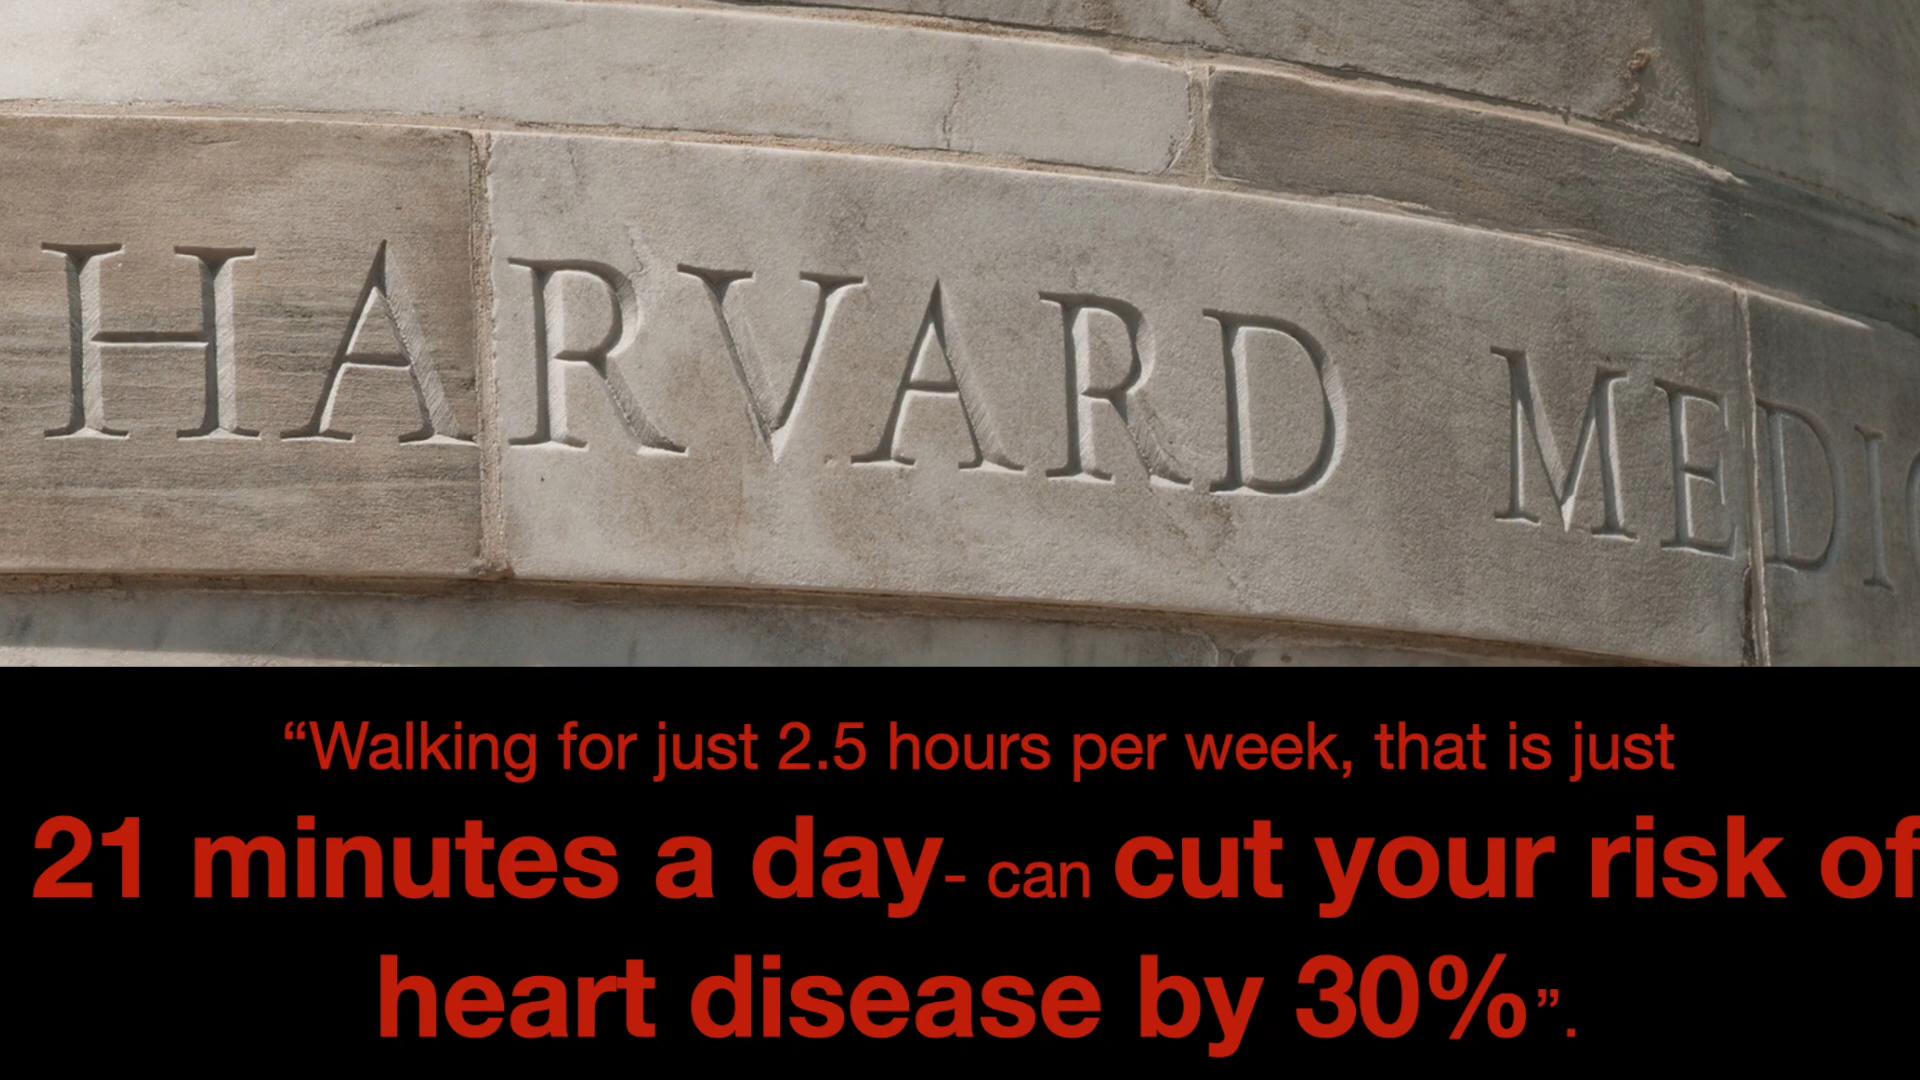 HARVARD MEDIC
“Walking for just 2.5 hours per week, that is just
21 minutes a day- can cut your risk of
heart disease by 30%”.